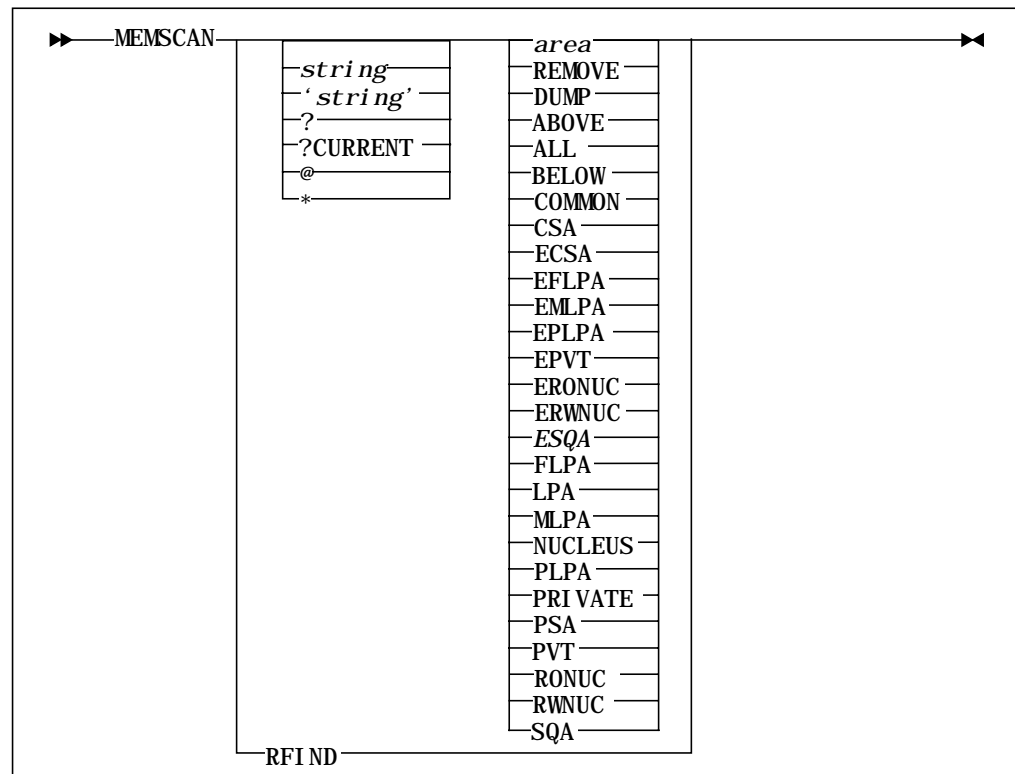 MEMSCAN
string
'string'
?
?CURRENT
@
*
area
REMOVE
DUMP
ABOVE
ALL
BELOW
COMMON
CSA
ECSA
EFLPA
EMLPA
EPLPA
EPVT
ERONUC
ERWNUC
ESQA
FLPA
LPA
MLPA
NUCLEUS
PLPA
PRIVATE
PSA
PVT
RONUC
RWNUC
SQA
RFIND